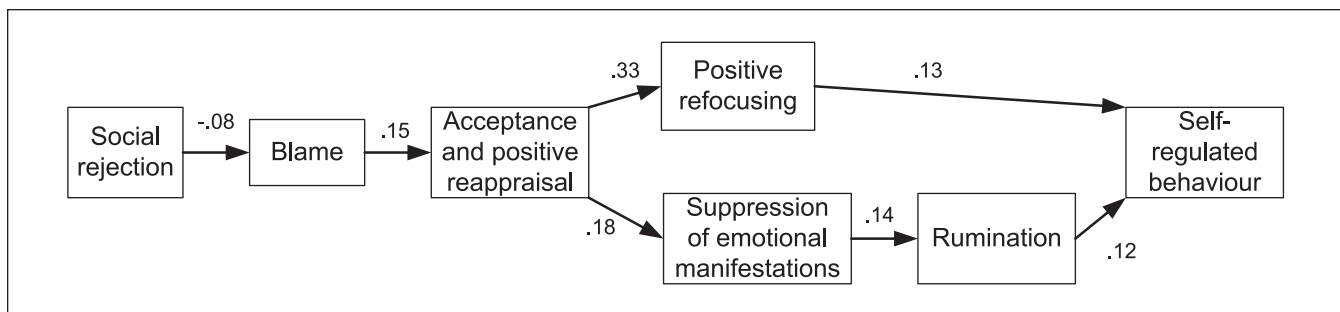 Social
rejection
-.08
Blame
.15
Acceptance
and positive
reappraisal
.33
Positive
refocusing
.13
.18
Suppression
of emotional
manifestations
.14
Rumination
.12
Self-
regulated
behaviour